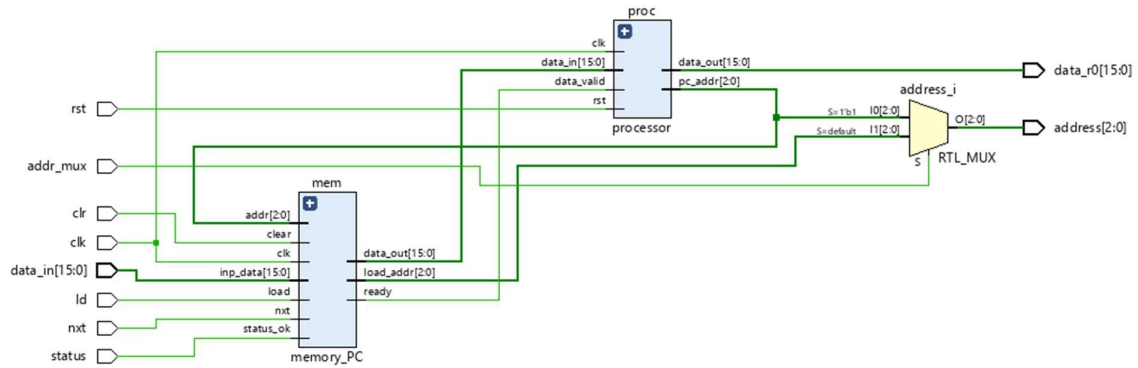 proc
clk
data_in[15:0]
data_valid
rst
data_out[15:0]
pc_addr[2:0]
processor
data_r0[15:0]
address_i
S=1'b1
I0[2:0]
S=default
I1[2:0]
O[2:0]
S
RTL_MUX
address[2:0]
rst
addr_mux
clr
clk
data_in[15:0]
ld
nxt
status
mem
addr[2:0]
clear
clk
inp_data[15:0]
load
nxt
status_ok
data_out[15:0]
load_addr[2:0]
ready
memory_PC